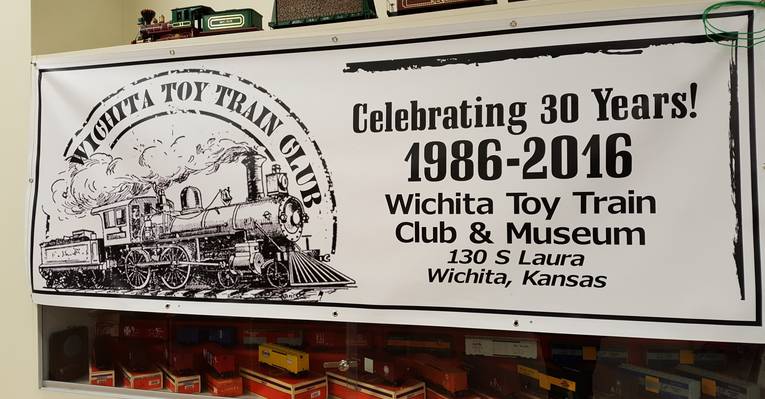 WICHITA TOY TRAIN CLUB
Celebrating 30 Years!
1986-2016
Wichita Toy Train
Club & Museum
130 S Laura
Wichita, Kansas